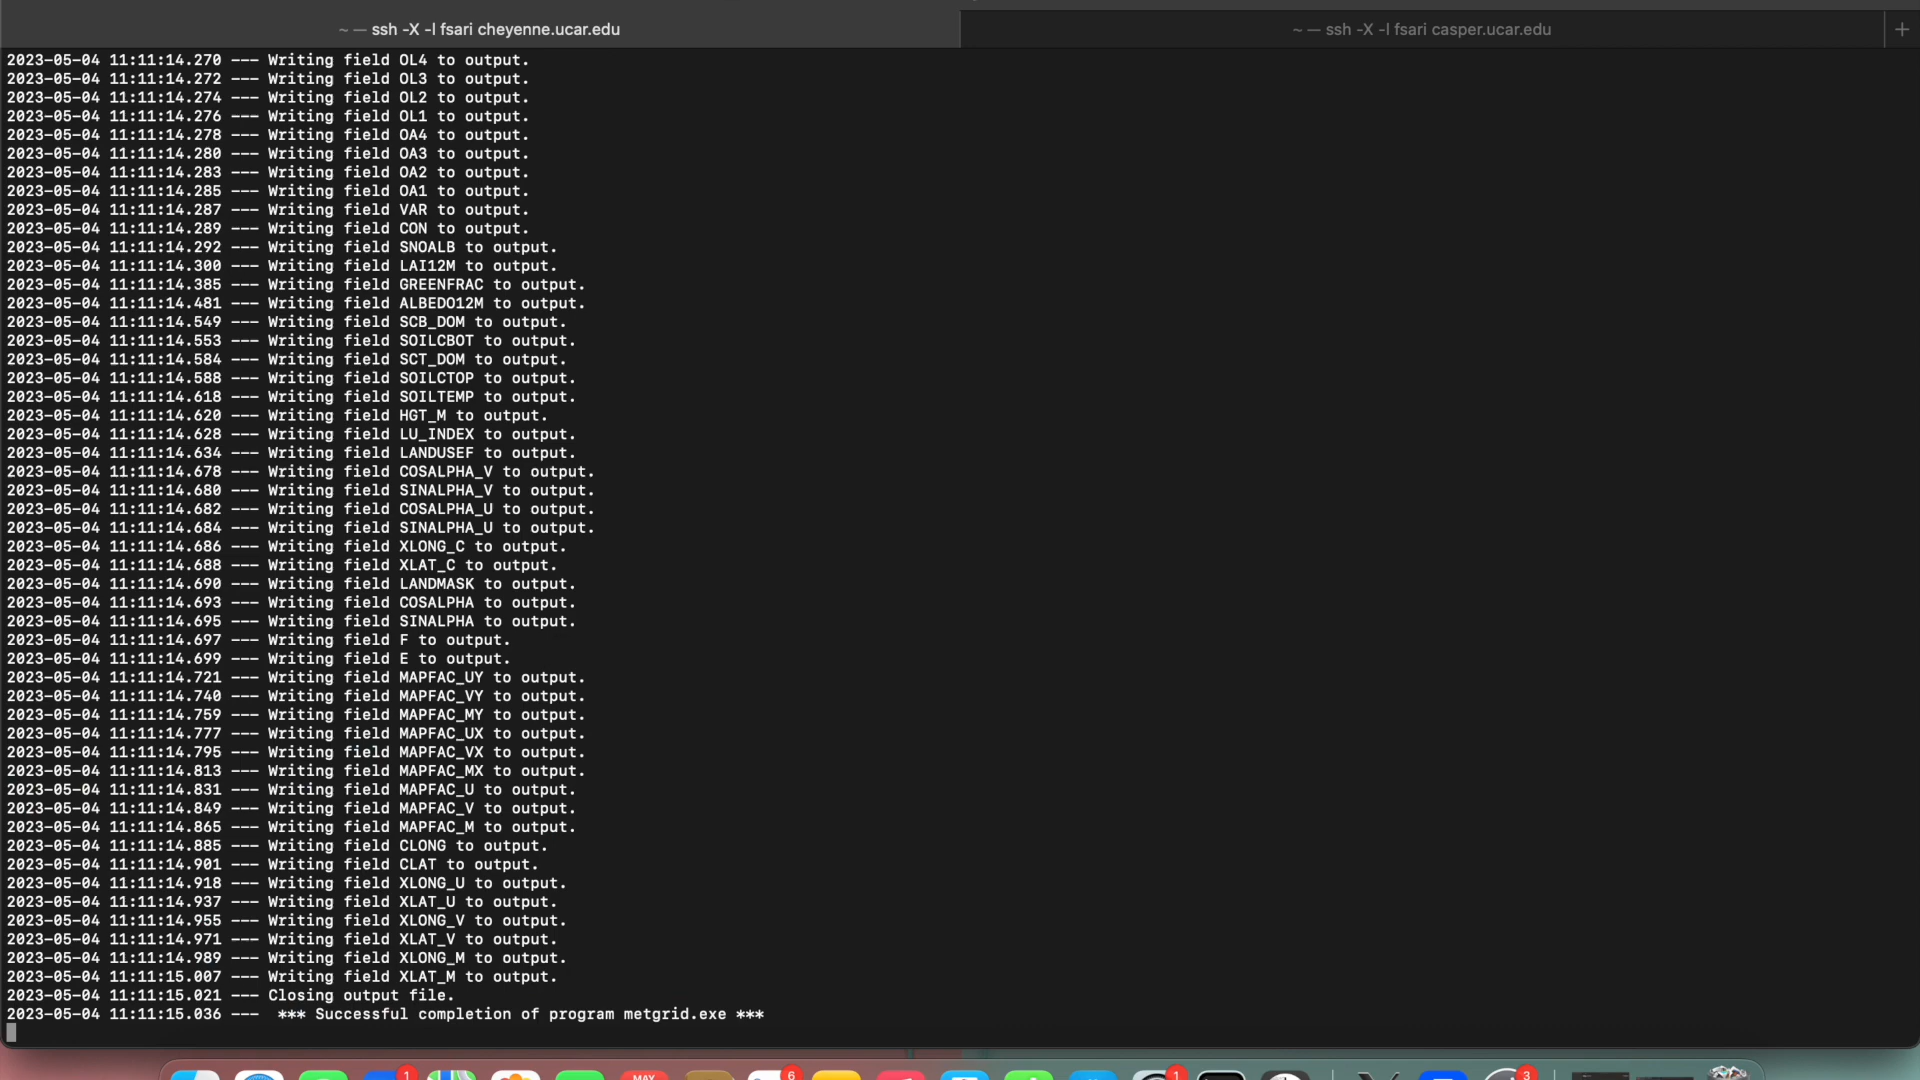 ~ — ssh -X -l fsari cheyenne.ucar.edu
~ — ssh -X -l fsari casper.ucar.edu
+
2023-05-04 11:11:14.270 --- Writing field OL4 to output.
2023-05-04 11:11:14.272 --- Writing field OL3 to output.
2023-05-04 11:11:14.274 --- Writing field OL2 to output.
2023-05-04 11:11:14.276 --- Writing field OL1 to output.
2023-05-04 11:11:14.278 --- Writing field OA4 to output.
2023-05-04 11:11:14.280 --- Writing field OA3 to output.
2023-05-04 11:11:14.283 --- Writing field OA2 to output.
2023-05-04 11:11:14.285 --- Writing field OA1 to output.
2023-05-04 11:11:14.287 --- Writing field VAR to output.
2023-05-04 11:11:14.289 --- Writing field CON to output.
2023-05-04 11:11:14.292 --- Writing field SNOALB to output.
2023-05-04 11:11:14.300 --- Writing field LAI12M to output.
2023-05-04 11:11:14.385 --- Writing field GREENFRAC to output.
2023-05-04 11:11:14.481 --- Writing field ALBEDO12M to output.
2023-05-04 11:11:14.549 --- Writing field SCB_DOM to output.
2023-05-04 11:11:14.553 --- Writing field SOILCBOT to output.
2023-05-04 11:11:14.584 --- Writing field SCT_DOM to output.
2023-05-04 11:11:14.588 --- Writing field SOILCTOP to output.
2023-05-04 11:11:14.618 --- Writing field SOILTEMP to output.
2023-05-04 11:11:14.620 --- Writing field HGT_M to output.
2023-05-04 11:11:14.628 --- Writing field LU_INDEX to output.
2023-05-04 11:11:14.634 --- Writing field LANDUSEF to output.
2023-05-04 11:11:14.678 --- Writing field COSALPHA_V to output.
2023-05-04 11:11:14.680 --- Writing field SINALPHA_V to output.
2023-05-04 11:11:14.682 --- Writing field COSALPHA_U to output.
2023-05-04 11:11:14.684 --- Writing field SINALPHA_U to output.
2023-05-04 11:11:14.686 --- Writing field XLONG_C to output.
2023-05-04 11:11:14.688 --- Writing field XLAT_C to output.
2023-05-04 11:11:14.690 --- Writing field LANDMASK to output.
2023-05-04 11:11:14.693 --- Writing field COSALPHA to output.
2023-05-04 11:11:14.695 --- Writing field SINALPHA to output.
2023-05-04 11:11:14.697 --- Writing field F to output.
2023-05-04 11:11:14.699 --- Writing field E to output.
2023-05-04 11:11:14.721 --- Writing field MAPFAC_UY to output.
2023-05-04 11:11:14.740 --- Writing field MAPFAC_VY to output.
2023-05-04 11:11:14.759 --- Writing field MAPFAC_MY to output.
2023-05-04 11:11:14.777 --- Writing field MAPFAC_UX to output.
2023-05-04 11:11:14.795 --- Writing field MAPFAC_VX to output.
2023-05-04 11:11:14.813 --- Writing field MAPFAC_MX to output.
2023-05-04 11:11:14.831 --- Writing field MAPFAC_U to output.
2023-05-04 11:11:14.849 --- Writing field MAPFAC_V to output.
2023-05-04 11:11:14.865 --- Writing field MAPFAC_M to output.
2023-05-04 11:11:14.885 --- Writing field CLONG to output.
2023-05-04 11:11:14.901 --- Writing field CLAT to output.
2023-05-04 11:11:14.918 --- Writing field XLONG_U to output.
2023-05-04 11:11:14.937 --- Writing field XLAT_U to output.
2023-05-04 11:11:14.955 --- Writing field XLONG_V to output.
2023-05-04 11:11:14.971 --- Writing field XLAT_V to output.
2023-05-04 11:11:14.989 --- Writing field XLONG_M to output.
2023-05-04 11:11:15.007 --- Writing field XLAT_M to output.
2023-05-04 11:11:15.021 --- Closing output file.
2023-05-04 11:11:15.036 ---  *** Successful completion of program metgrid.exe ***
1 MAY 6 1 3